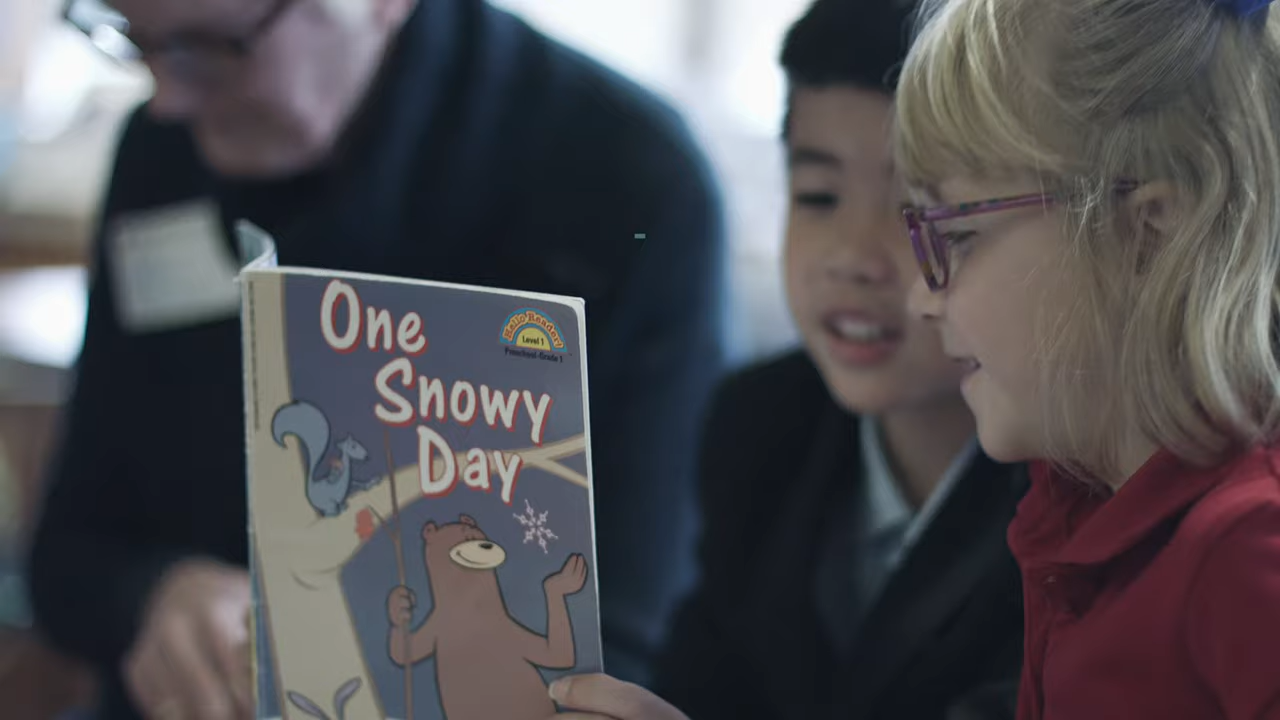 One
Snowy
Day
Hello Reader!
Level 1
Preschool-Grade 1